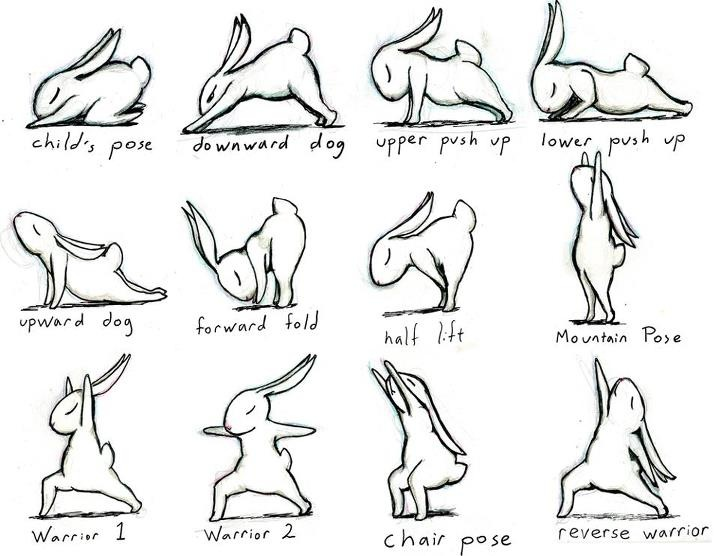 child's pose
downward dog
upper push up
lower push up
upward dog
forward fold
half lift
Mountain Pose
Warrior 1
Warrior 2
chair pose
reverse warrior